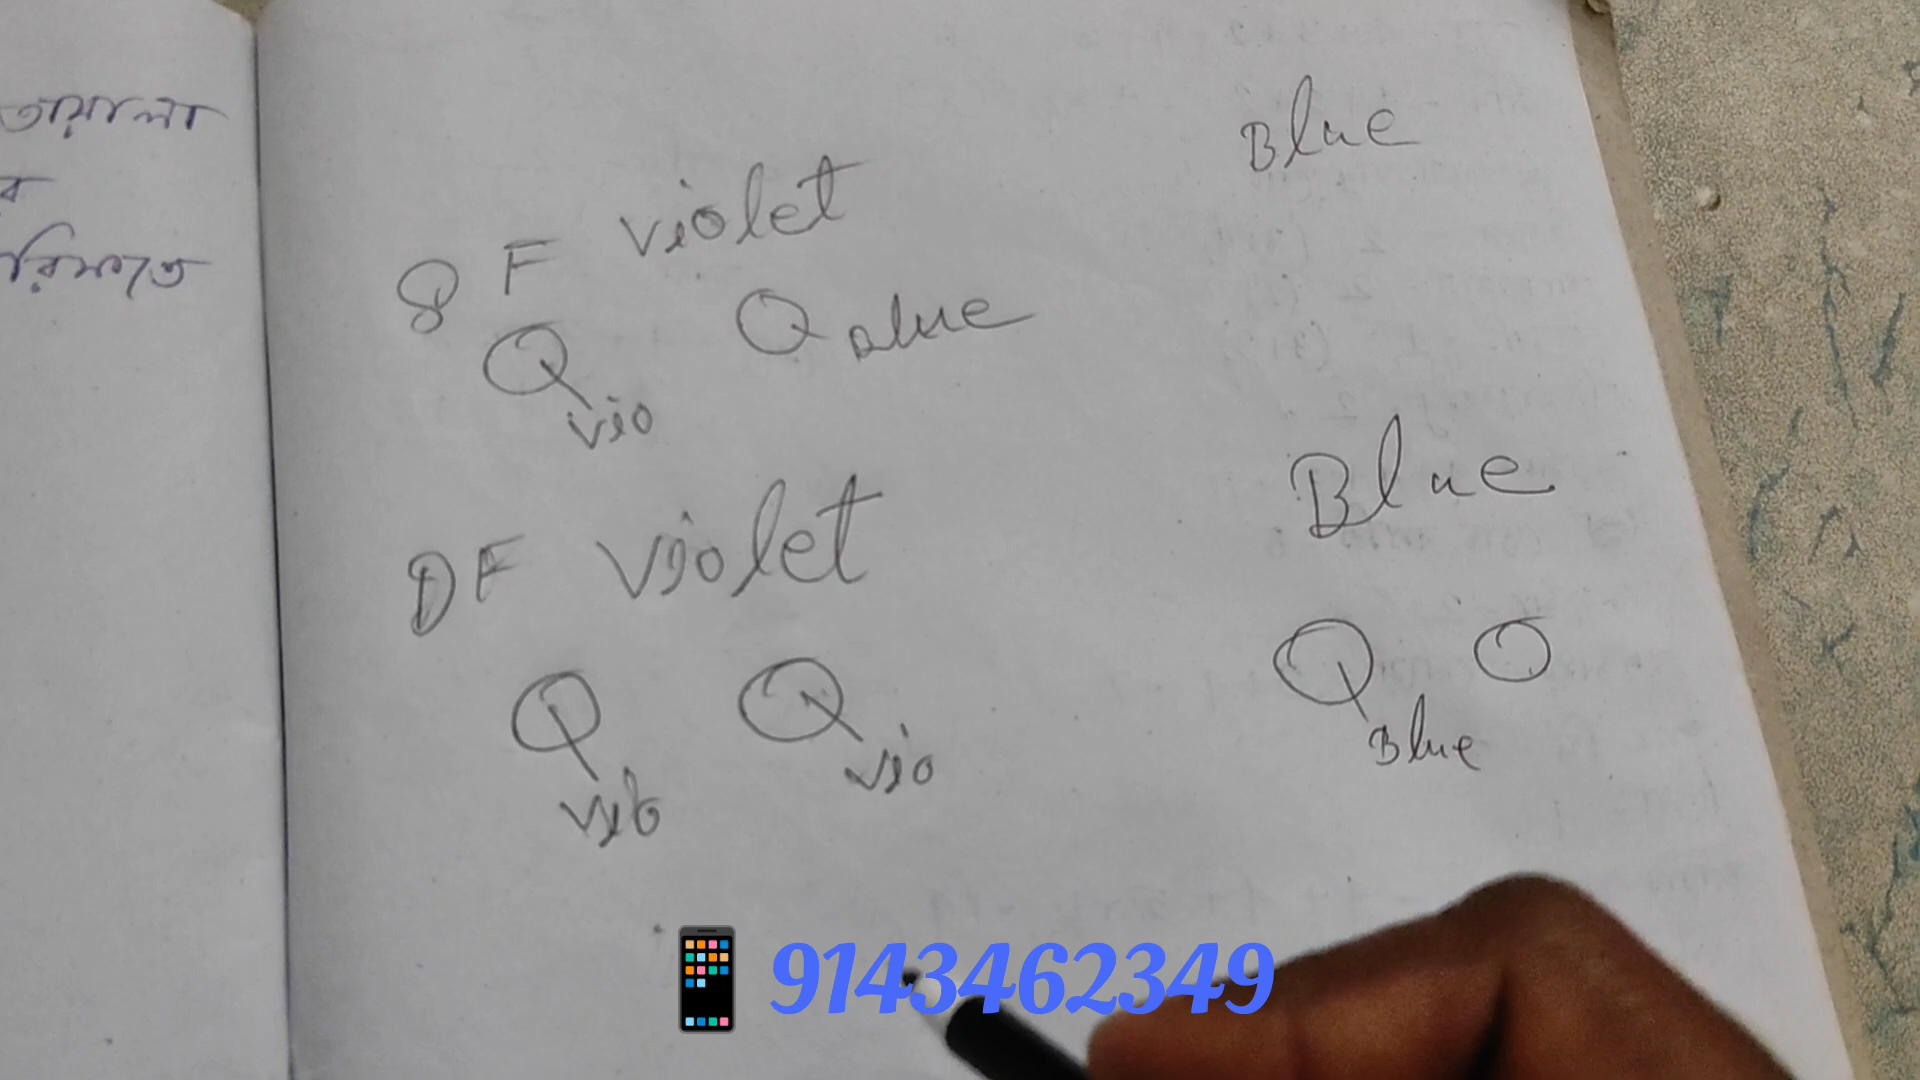 তায়ালা
র
রিফাতে
Blue
8 F violet
Q Q Blue
vio
DF violet Blue
Q Q Q O
vio vio Blue
9143462349